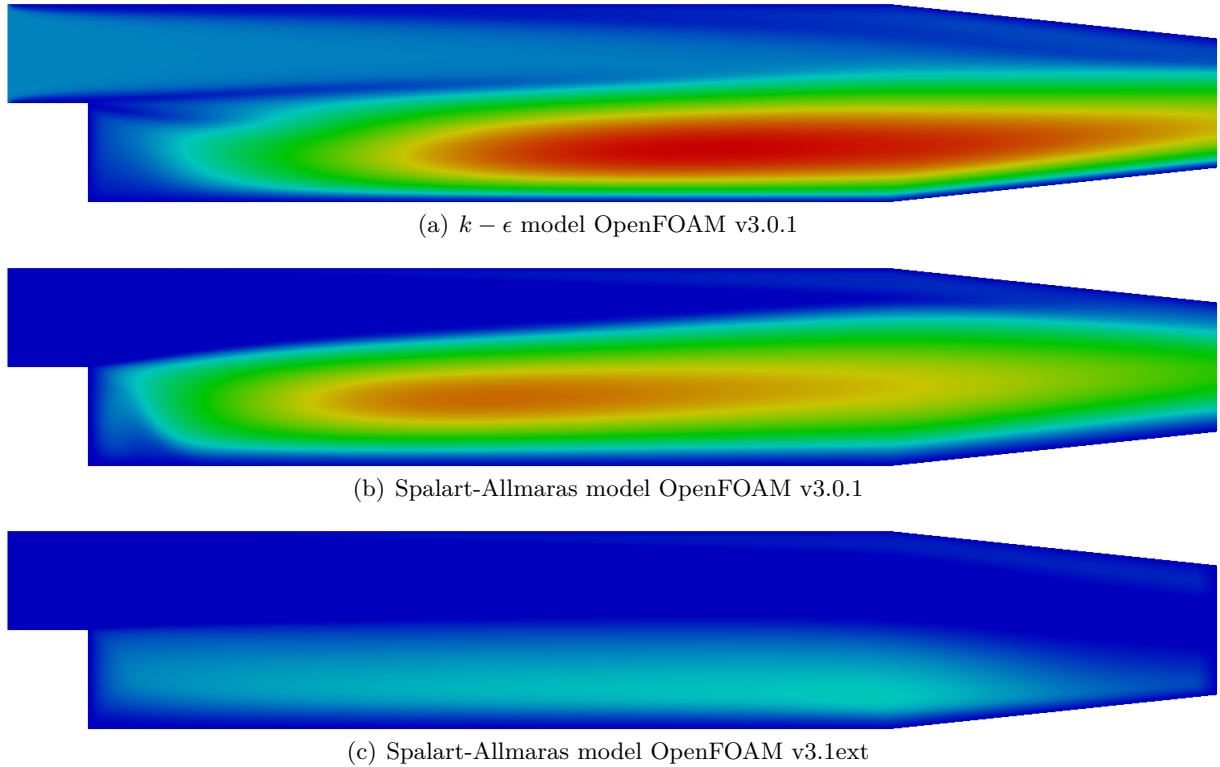 (a) k − ϵ model OpenFOAM v3.0.1
(b) Spalart-Allmaras model OpenFOAM v3.0.1
(c) Spalart-Allmaras model OpenFOAM v3.1ext